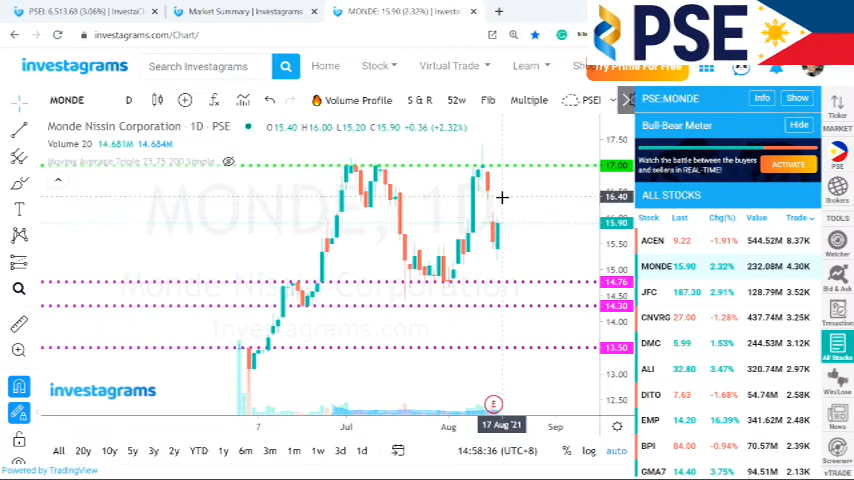 PSEi: 6,513.68 (3.06%) | InvestaC
Market Summary | Investagrams
MONDE: 15.90 (2.32%) | Investa
investagrams.com/Chart/
PSE
investagrams
Search Investagrams
Home
Stock
Virtual Trade
Learn
Try Prime For Free
MONDE
D
Volume Profile
S & R
52w
Fib
Multiple
PSEI
PSE:MONDE
Info
Show
Ticker
Monde Nissin Corporation • 1D • PSE
O15.40 H16.00 L15.20 C15.90 +0.36 (+2.32%)
Volume 20 14.681M 14.684M
Moving Average Triple 25,75 200 Simple
Bull-Bear Meter
Hide
MARKET
PSE
Watch the battle between the buyers and sellers in REAL-TIME.
ACTIVATE
Brokers
ALL STOCKS
TOOLS
Stock Last Chg(%) Value Trade
ACEN 9.22 -1.91% 544.52M 8.37K
MONDE 15.90 2.32% 232.08M 4.30K
JFC 187.30 2.91% 128.79M 3.52K
CNVRG 27.00 -1.28% 437.74M 3.25K
DMC 5.99 1.53% 244.53M 3.12K
ALI 32.80 3.47% 320.74M 2.97K
DITO 7.63 -1.68% 54.74M 2.58K
EMP 14.20 16.39% 341.62M 2.48K
BPI 84.00 -0.94% 70.57M 2.39K
GMA7 14.40 3.75% 94.51M 2.13K
Watcher
Bid & Ask
Transaction
All Stocks
Win/Lose
News
Screener
vTRADE
17.50
17.00
16.40
15.90
15.50
15.00
14.76
14.50
14.30
14.00
13.50
13.00
12.50
MONDE, 1D
Monde Nissin Corporation
Investagrams.com
investagrams
E
7
Jul
Aug
17 Aug '21
Sep
All 20y 10y 5y 3y 2y YTD 1y 6m 3m 1m 1w 3d 1d
14:58:36 (UTC+8)
%
log
auto
Powered by TradingView